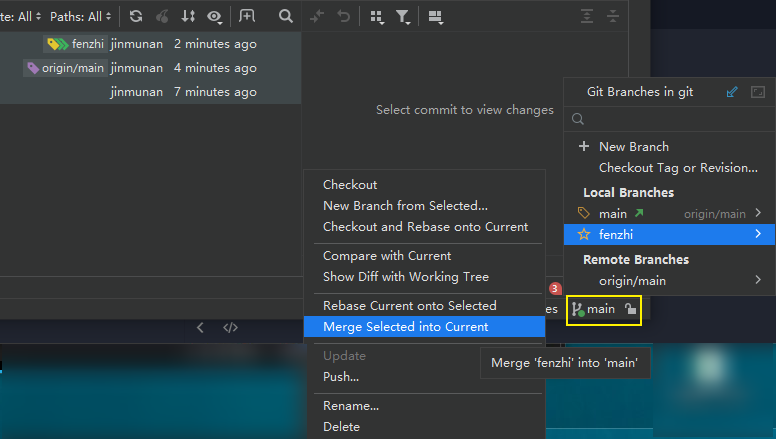 te: All Paths: All
fenzhi jinmunan 2 minutes ago
origin/main jinmunan 4 minutes ago
jinmunan 7 minutes ago
Select commit to view changes
Git Branches in git
New Branch
Checkout Tag or Revision...
Local Branches
main origin/main
fenzhi
Remote Branches
origin/main
Checkout
New Branch from Selected...
Checkout and Rebase onto Current
Compare with Current
Show Diff with Working Tree
Rebase Current onto Selected
Merge Selected into Current
Update
Push...
Rename...
Delete
3
es
main
Merge 'fenzhi' into 'main'